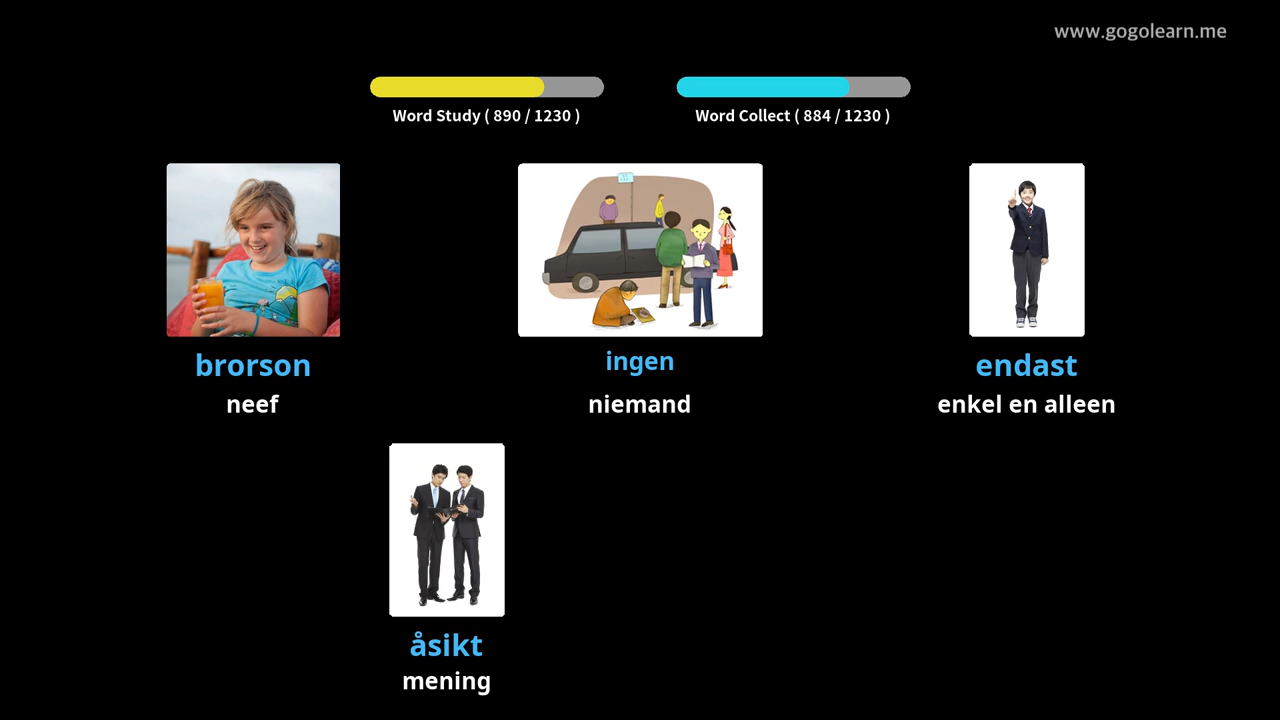 www.gogolearn.me
Word Study ( 890 / 1230 )
Word Collect ( 884 / 1230 )
brorson
neef
ingen
niemand
endast
enkel en alleen
åsikt
mening